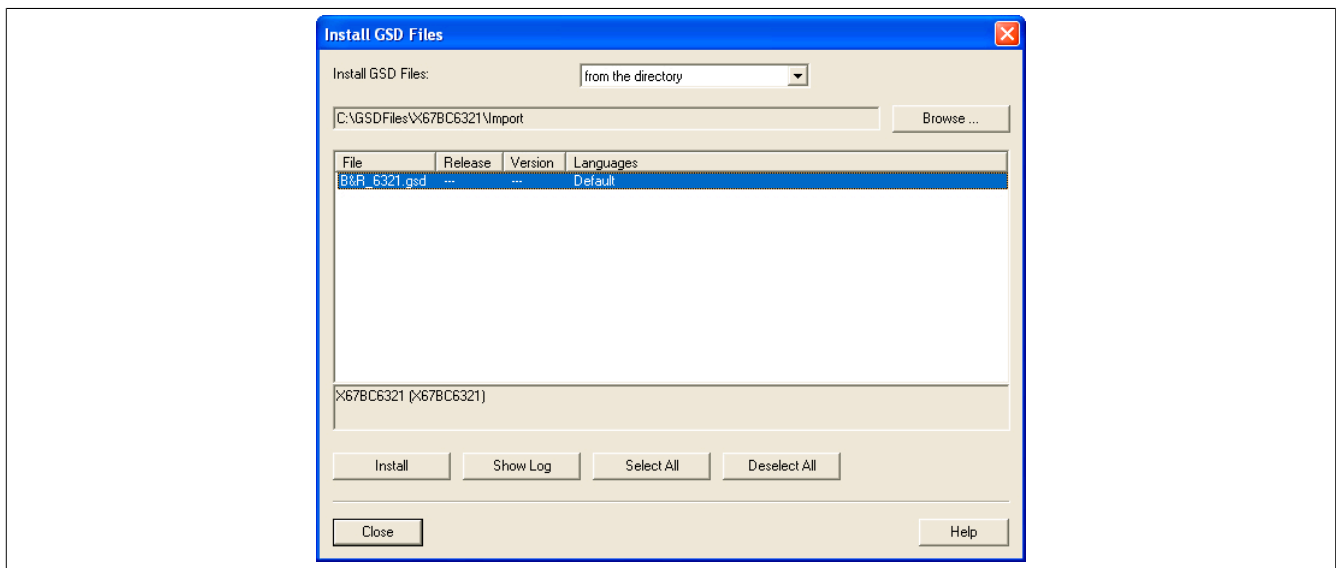 Install GSD Files
Install GSD Files: from the directory
C:\GSDFiles\X67BC6321\Import Browse ...
File Release Version Languages
B&R_6321.gsd --- --- Default
X67BC6321 (X67BC6321)
Install Show Log Select All Deselect All
Close Help